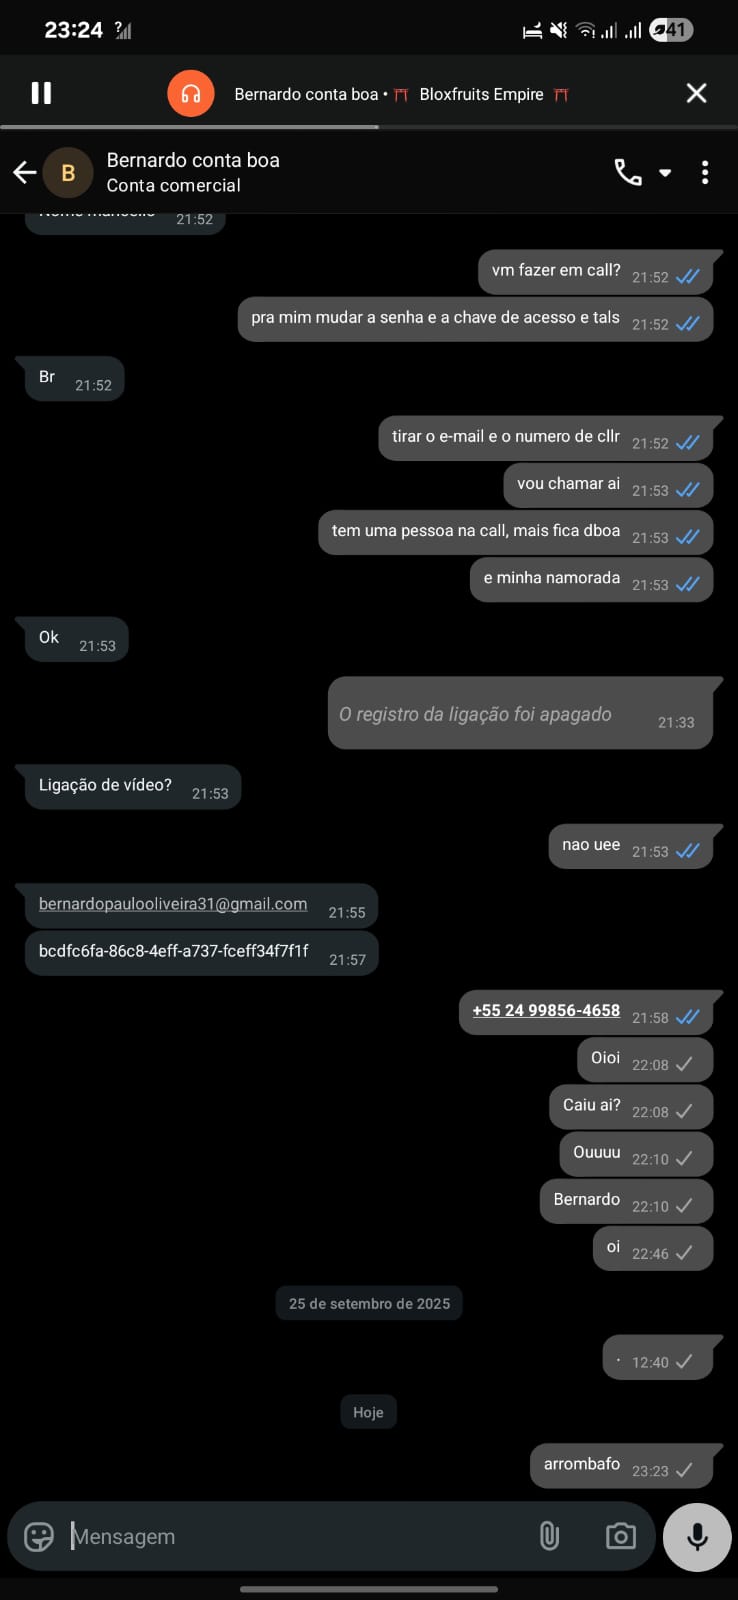 23:24
41
Bernardo conta boa • ⛩️ Bloxfruits Empire ⛩️
B
Bernardo conta boa
Conta comercial
21:52
vm fazer em call? 21:52
pra mim mudar a senha e a chave de acesso e tals 21:52
Br 21:52
tirar o e-mail e o numero de cllr 21:52
vou chamar ai 21:53
tem uma pessoa na call, mais fica dboa 21:53
e minha namorada 21:53
Ok 21:53
O registro da ligação foi apagado 21:33
Ligação de vídeo? 21:53
nao uee 21:53
bernardopaulooliveira31@gmail.com 21:55
bcdfc6fa-86c8-4eff-a737-fceff34f7f1f 21:57
+55 24 99856-4658 21:58
Oioi 22:08
Caiu ai? 22:08
Ouuuu 22:10
Bernardo 22:10
oi 22:46
25 de setembro de 2025
. 12:40
Hoje
arrombafo 23:23
Mensagem